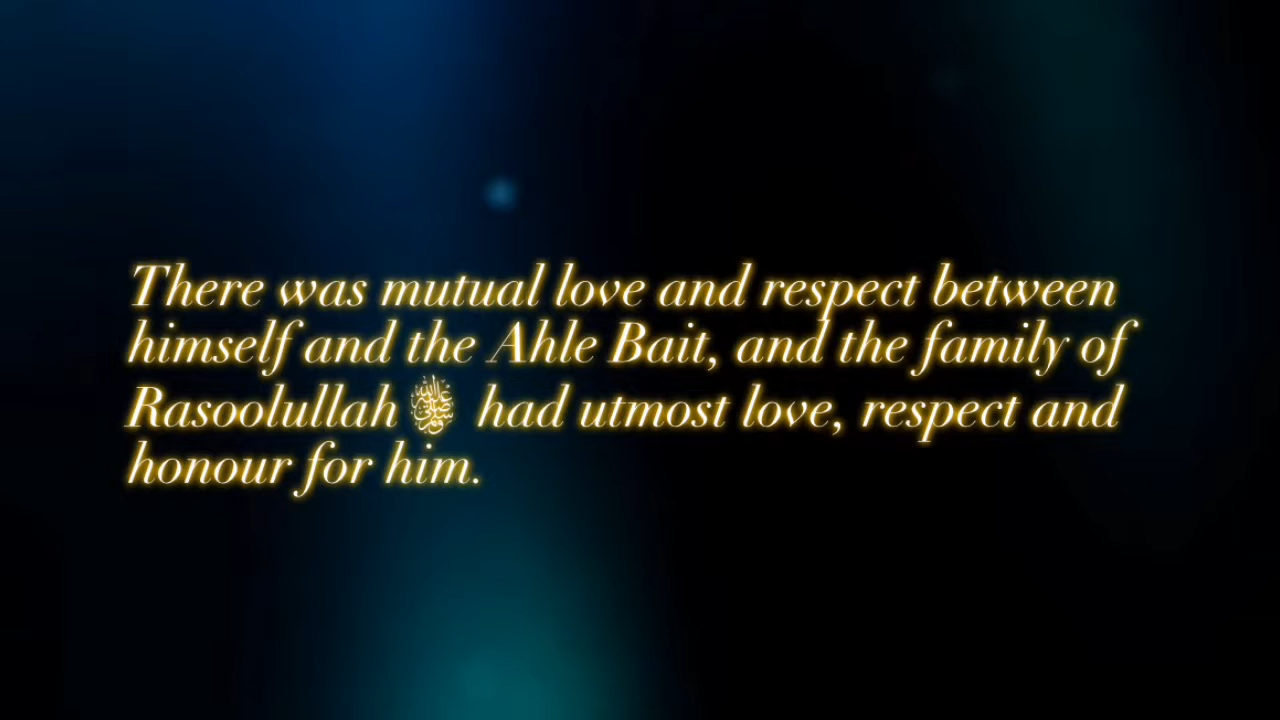 There was mutual love and respect between
himself and the Ahle Bait, and the family of
Rasoolullah ﷺ had utmost love, respect and
honour for him.